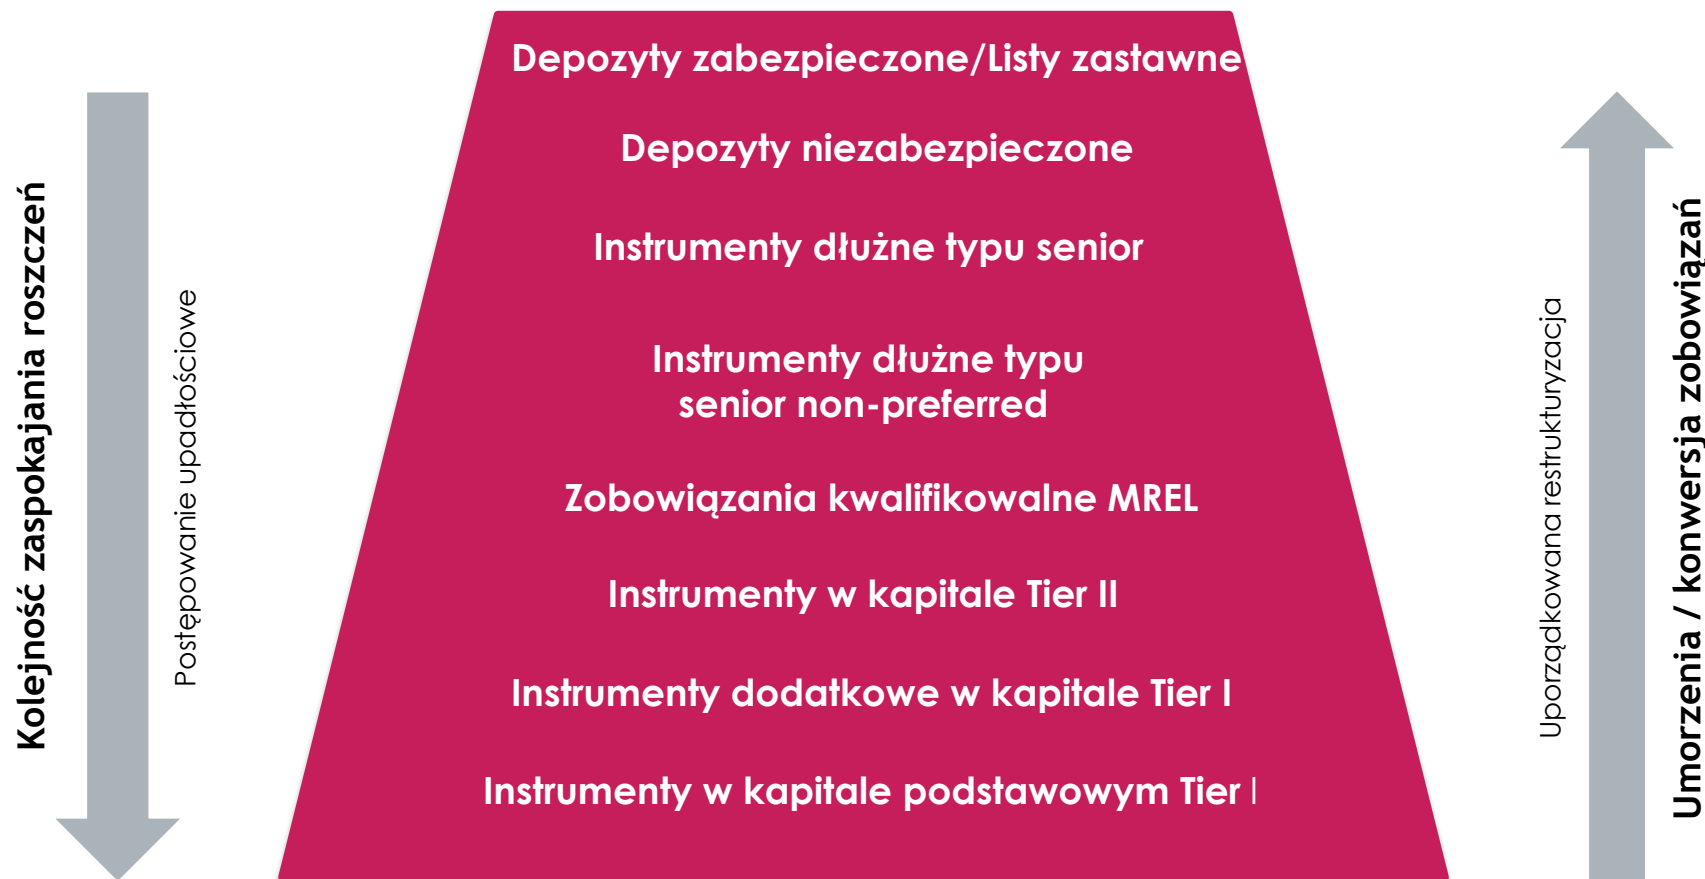 Kolejność zaspokajania roszczeń
Postępowanie upadłościowe
Depozyty zabezpieczone/Listy zastawne
Depozyty niezabezpieczone
Instrumenty dłużne typu senior
Instrumenty dłużne typu
senior non-preferred
Zobowiązania kwalifikowalne MREL
Instrumenty w kapitale Tier II
Instrumenty dodatkowe w kapitale Tier I
Instrumenty w kapitale podstawowym Tier I
Uporządkowana restrukturyzacja
Umorzenia / konwersja zobowiązań